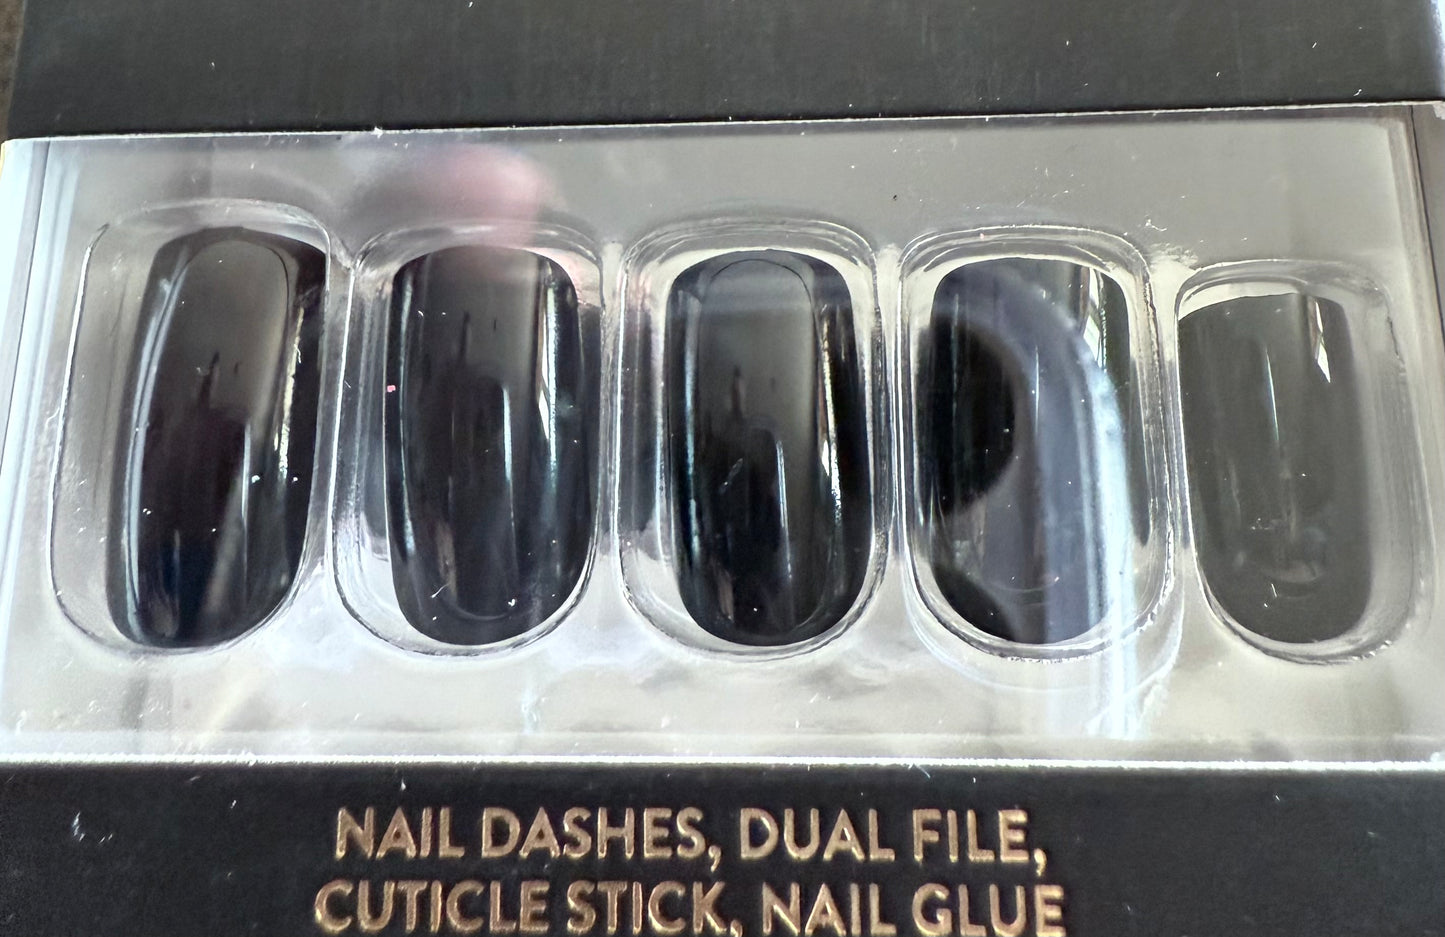 NAIL DASHES, DUAL FILE,
CUTICLE STICK, NAIL GLUE